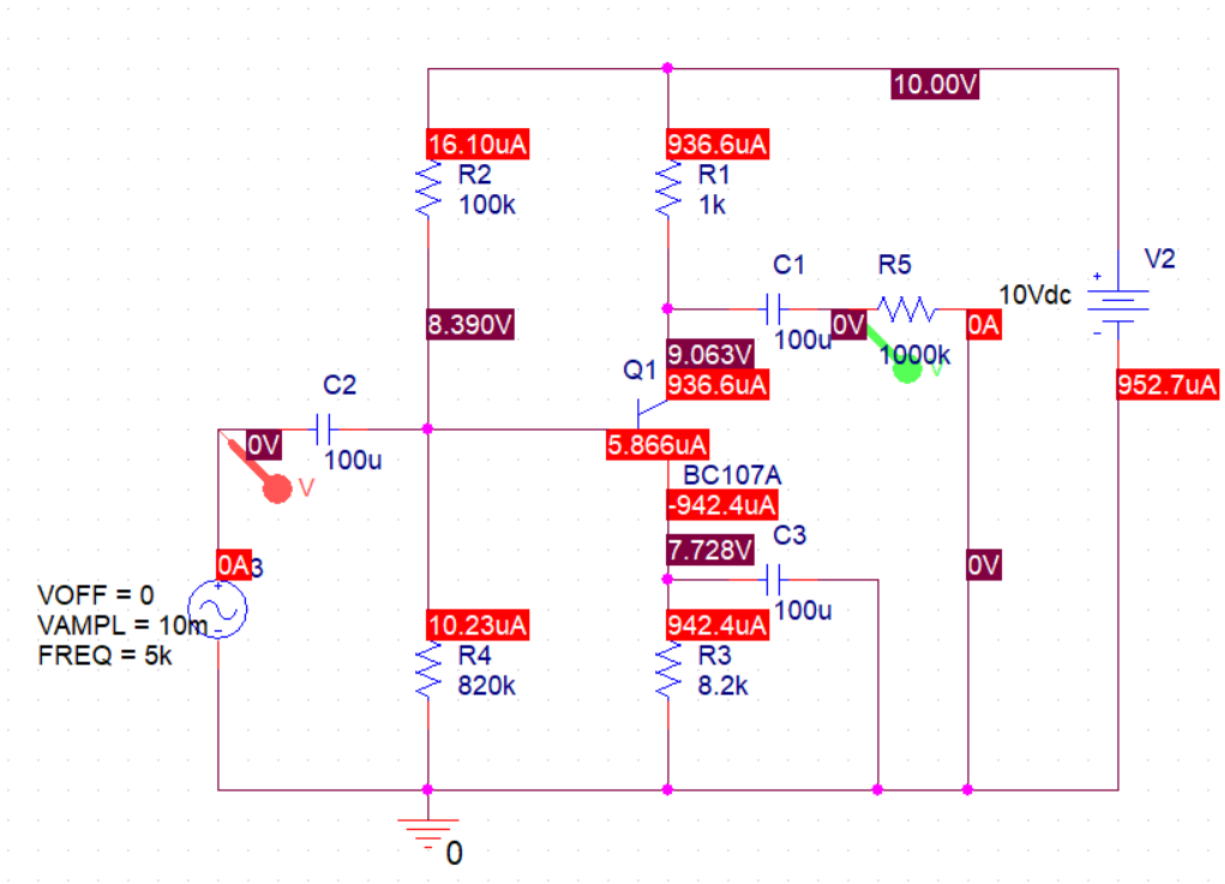 10.00V
16.10uA
936.6uA
R2
100k
R1
1k
C1
R5
V2
+
10Vdc
-
8.390V
100u
0V
0A
1000k
V
9.063V
936.6uA
Q1
952.7uA
C2
0V
100u
V
5.866uA
BC107A
-942.4uA
7.728V
C3
100u
0V
0A
3
+
-
VOFF = 0
VAMPL = 10m
FREQ = 5k
10.23uA
R4
820k
942.4uA
R3
8.2k
0